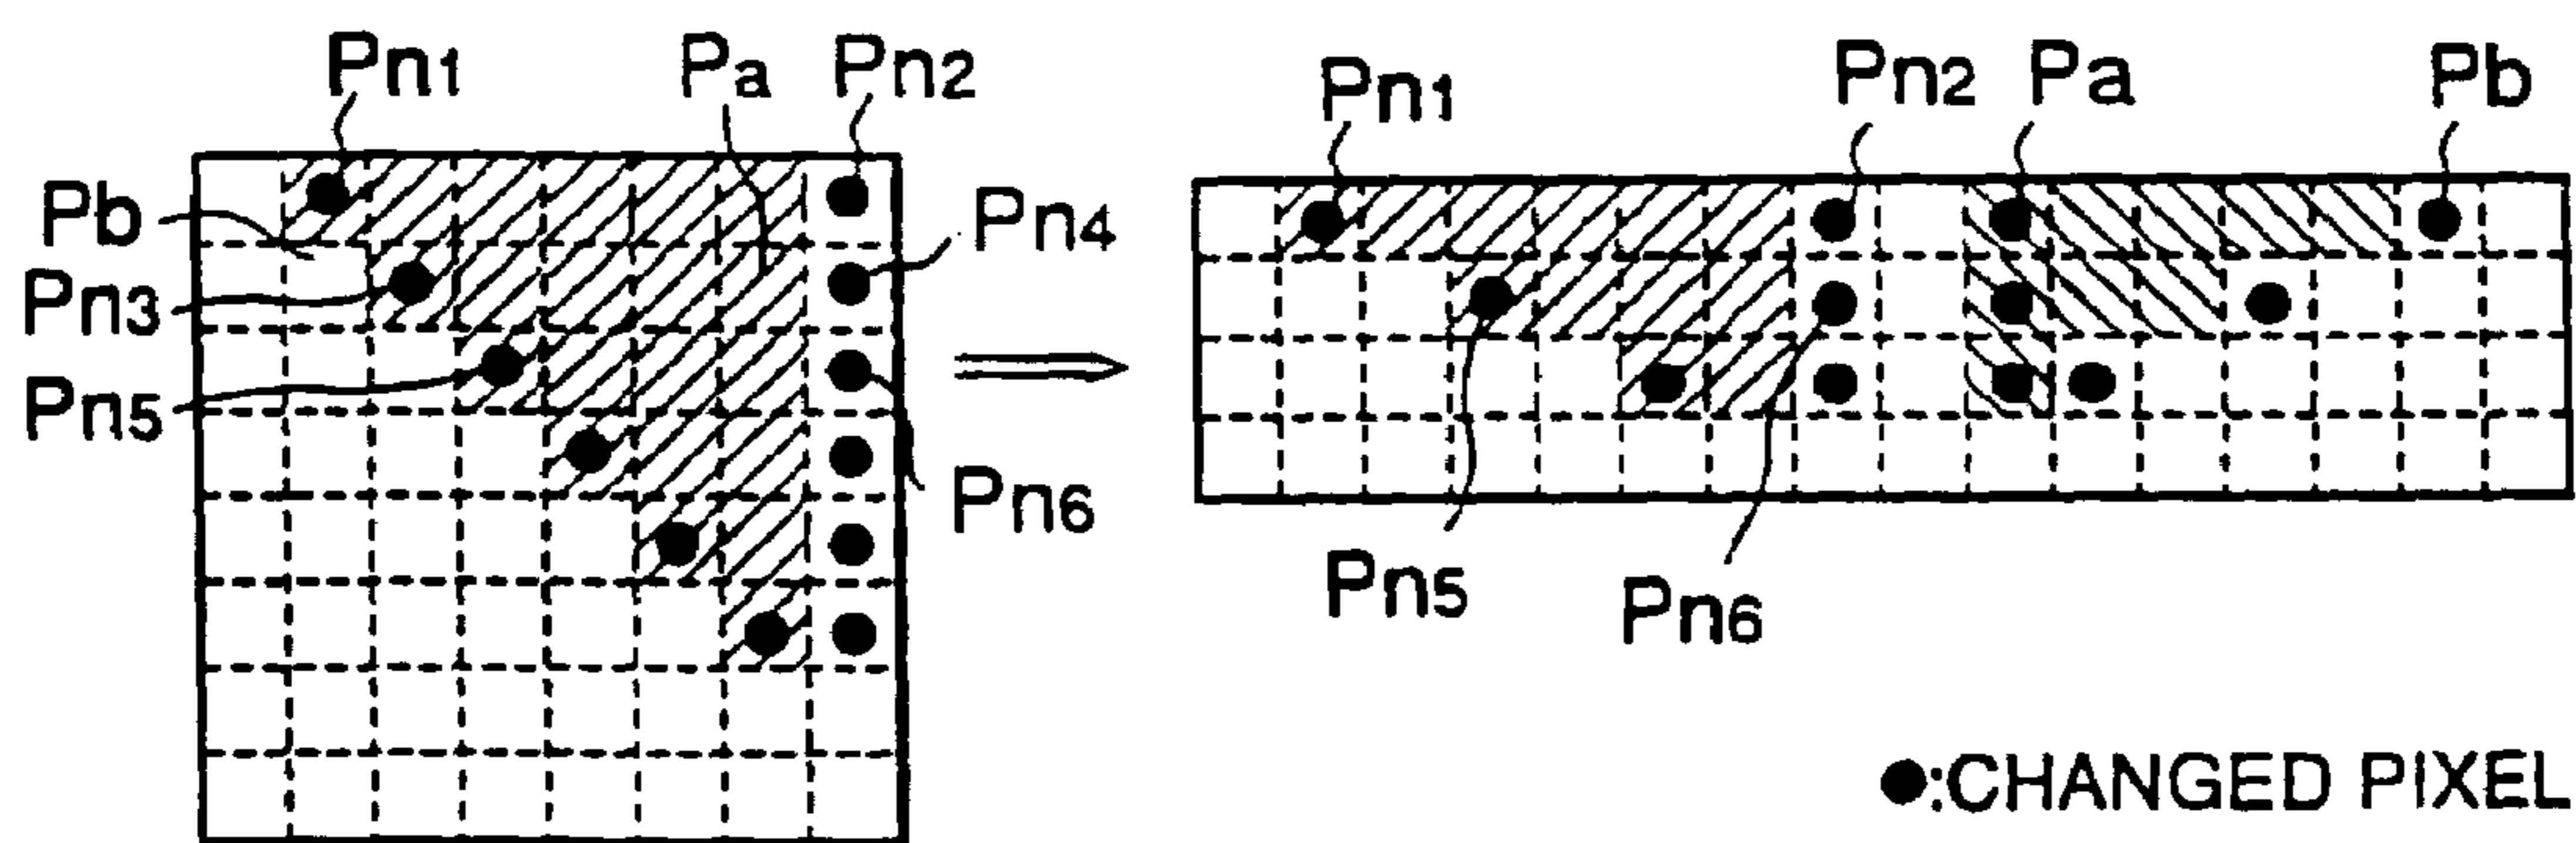 Pn1 Pa Pn2
Pb
Pn4
Pn3
Pn5
Pn6
Pn1 Pn2 Pa Pb
Pn5
Pn6
●:CHANGED PIXEL